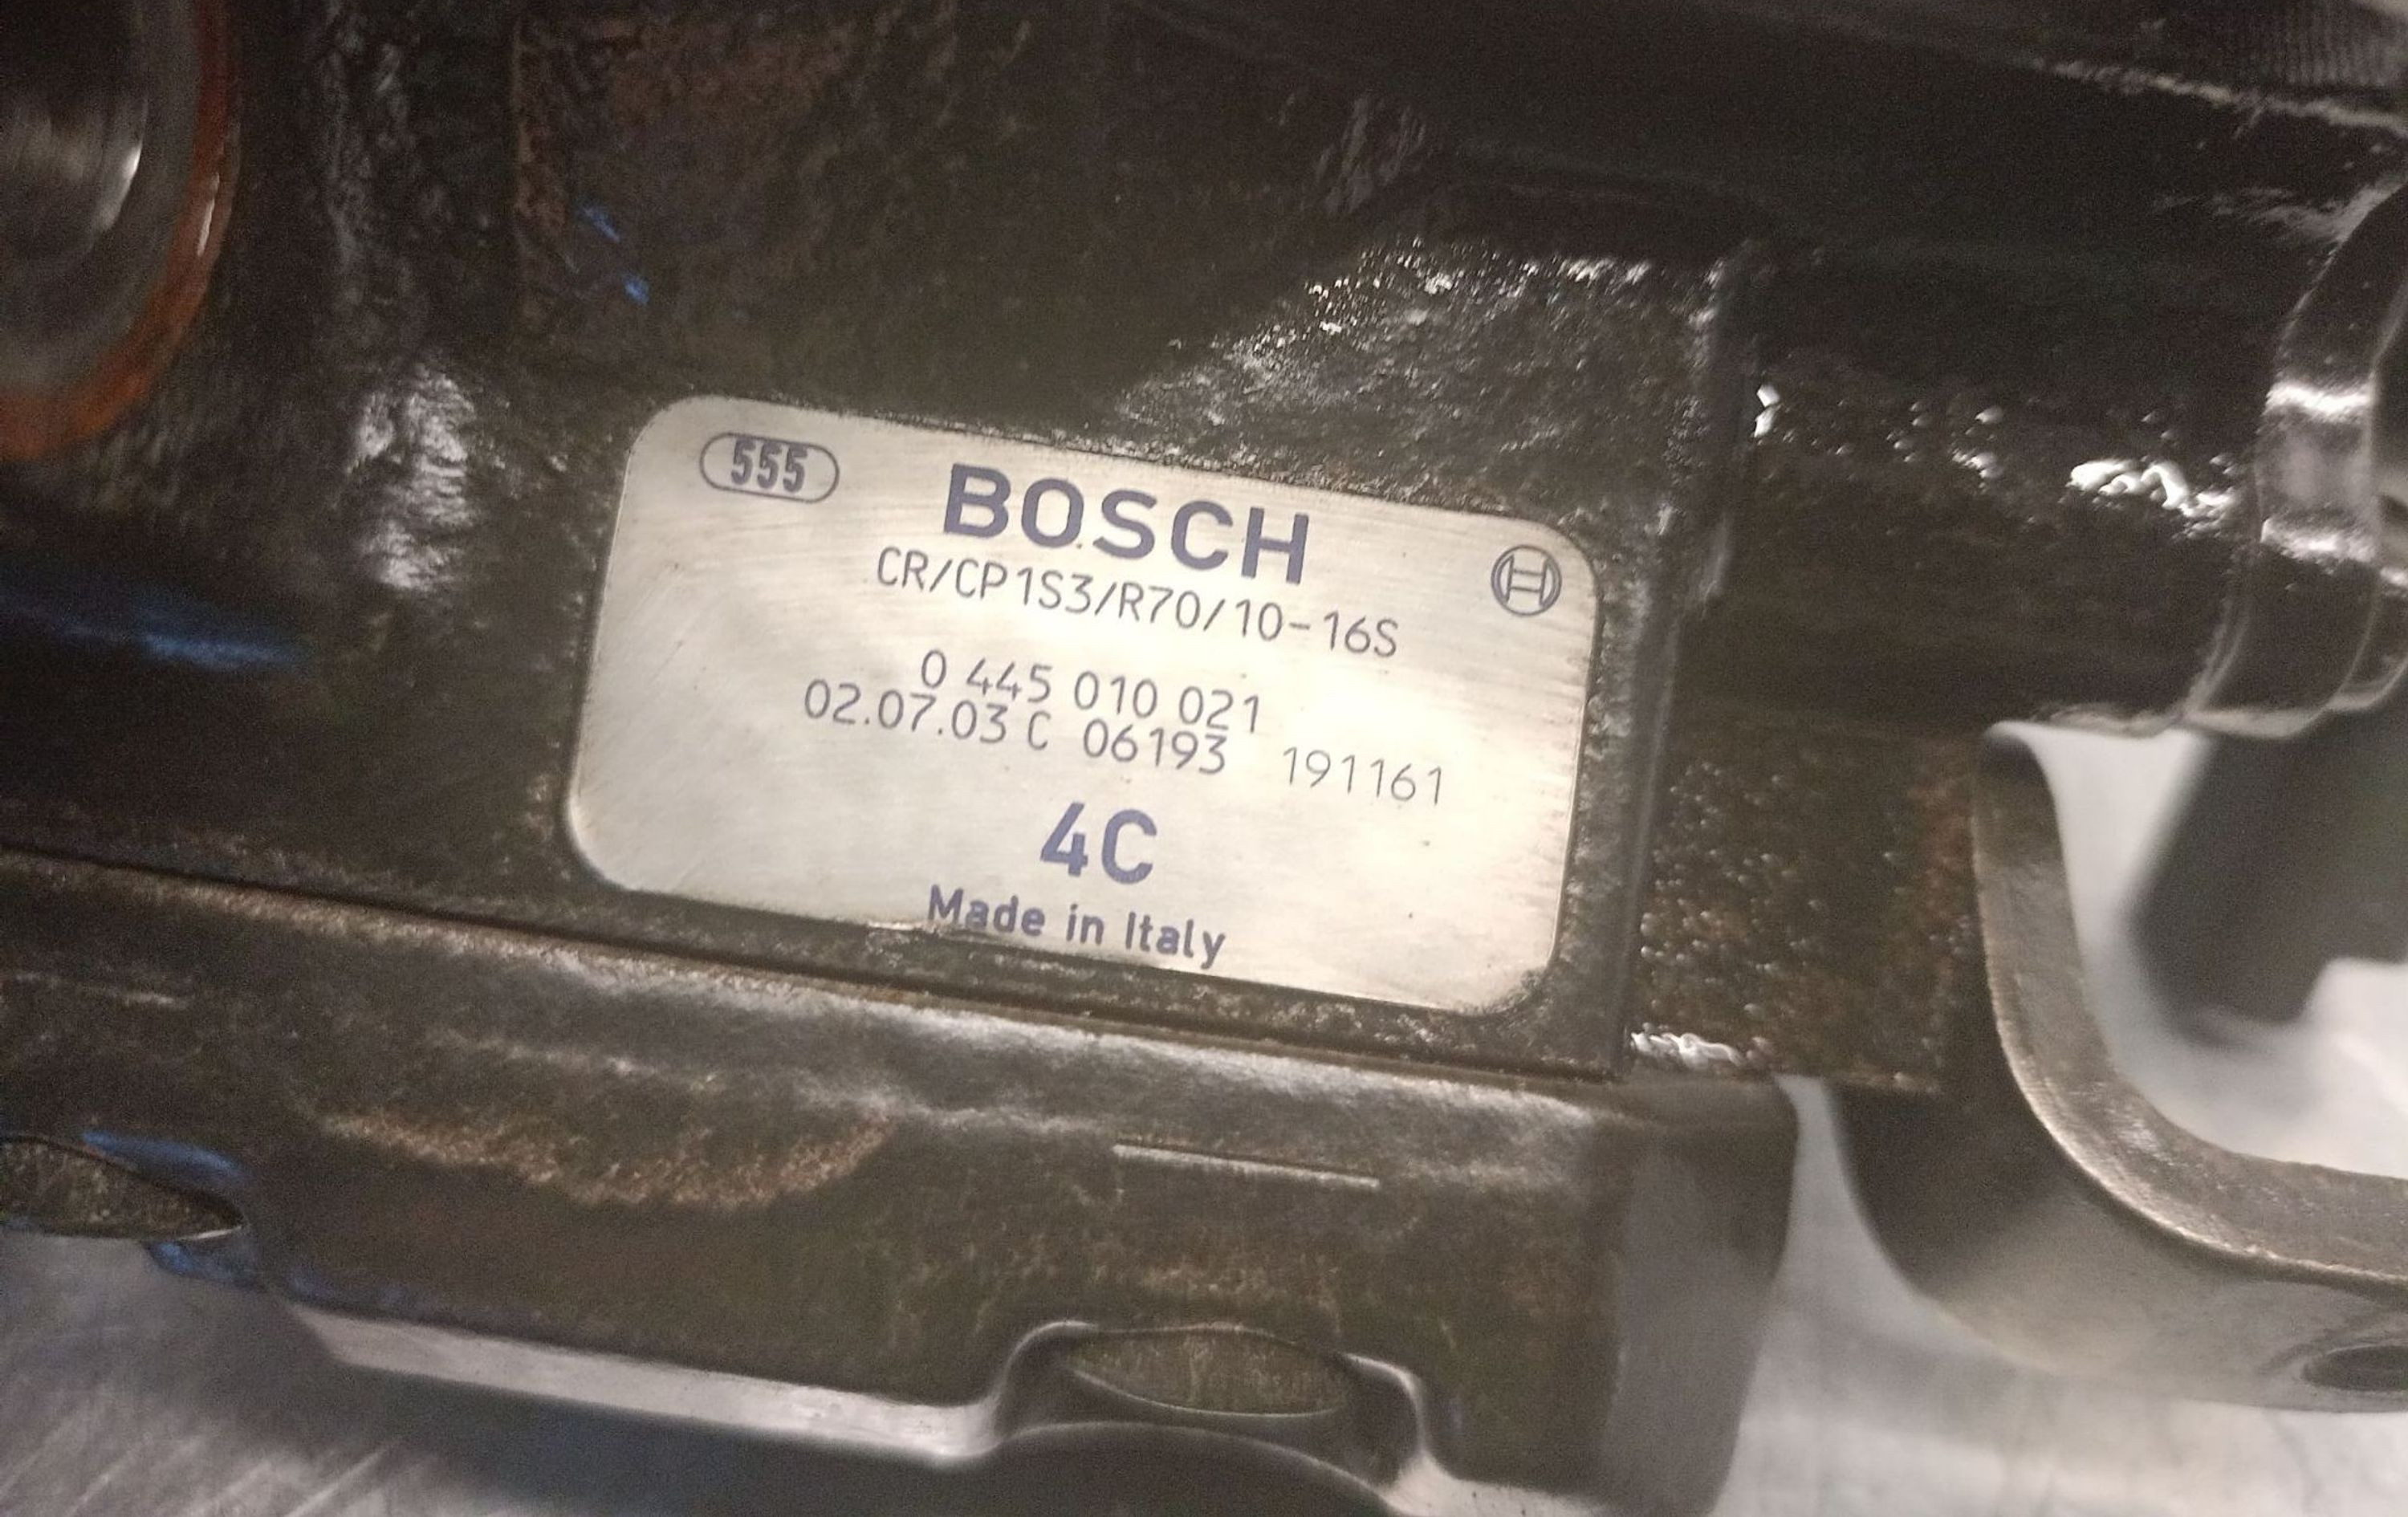 555
BOSCH
CR/CP1S3/R70/10-16S
0 445 010 021
02.07.03 C 06193 191161
4C
Made in Italy